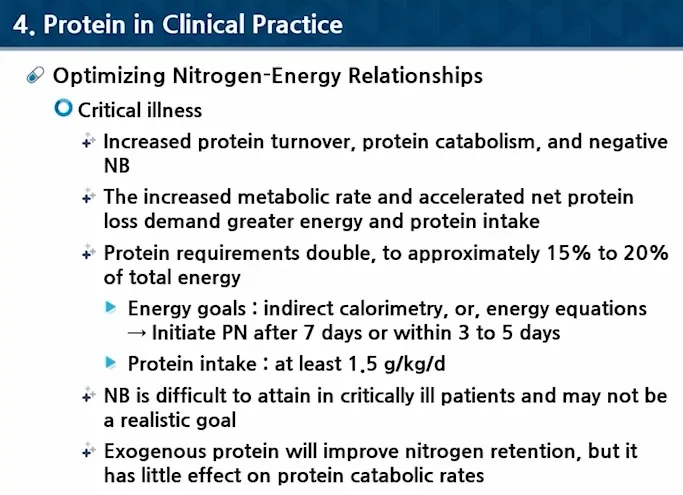 4. Protein in Clinical Practice
Optimizing Nitrogen-Energy Relationships
Critical illness
Increased protein turnover, protein catabolism, and negative
NB
The increased metabolic rate and accelerated net protein
loss demand greater energy and protein intake
Protein requirements double, to approximately 15% to 20%
of total energy
Energy goals : indirect calorimetry, or, energy equations
→ Initiate PN after 7 days or within 3 to 5 days
Protein intake : at least 1.5 g/kg/d
NB is difficult to attain in critically ill patients and may not be
a realistic goal
Exogenous protein will improve nitrogen retention, but it
has little effect on protein catabolic rates